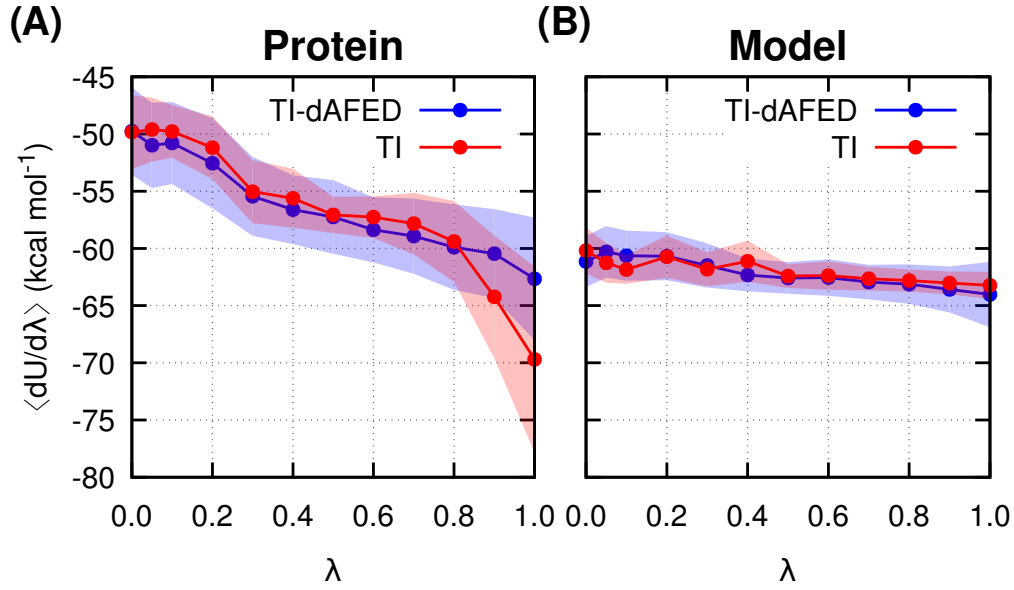 (A)
Protein
(B)
Model
-45
-50
-55
-60
-65
-70
-75
-80
⟨dU/dλ⟩ (kcal mol⁻¹)
TI-dAFED
TI
TI-dAFED
TI
0.0 0.2 0.4 0.6 0.8 1.0
0.0 0.2 0.4 0.6 0.8 1.0
λ
λ